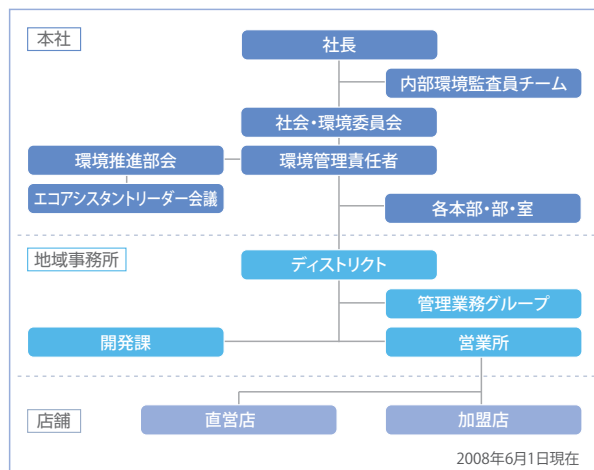 本社
社長
内部環境監査員チーム
社会・環境委員会
環境推進部会
環境管理責任者
エコアシスタントリーダー会議
各本部・部・室
地域事務所
ディストリクト
管理業務グループ
開発課
営業所
店舗
直営店
加盟店
2008年6月1日現在